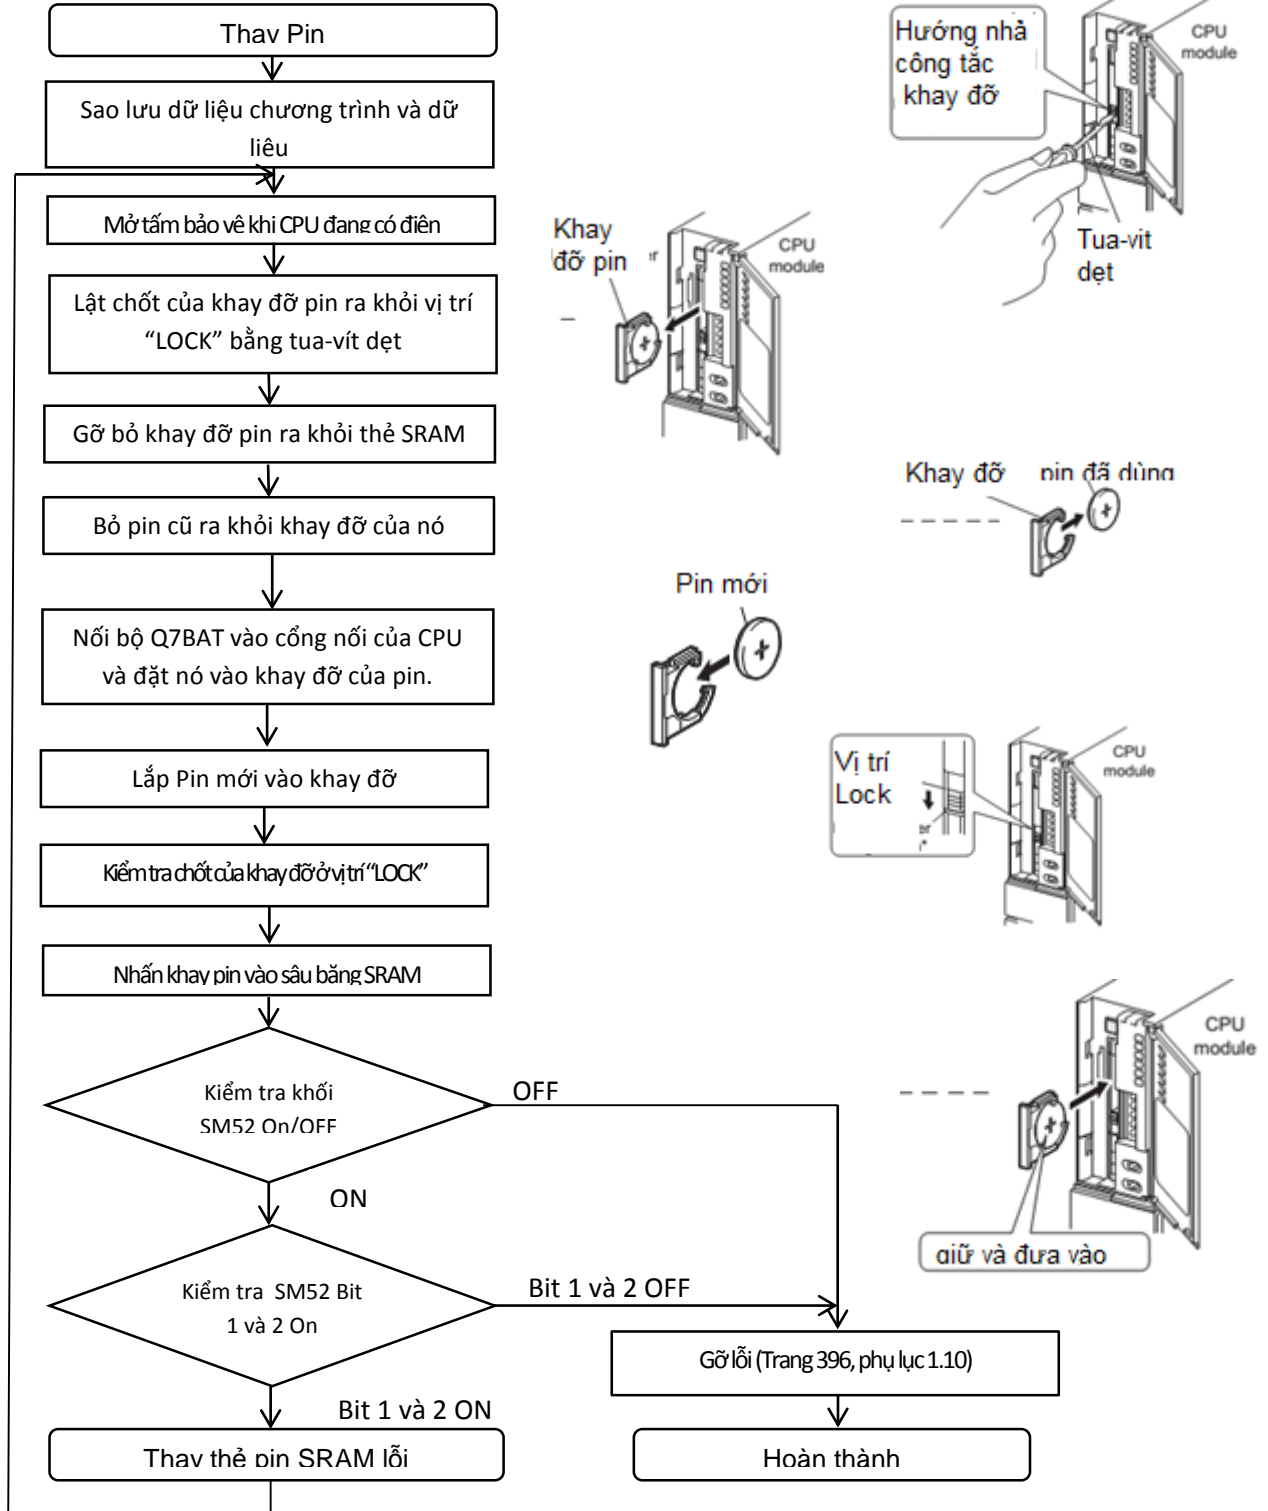 Thay Pin
Sao lưu dữ liệu chương trình và dữ
liệu
Mở tấm bảo vệ khi CPU đang có điện
Lật chốt của khay đỡ pin ra khỏi vị trí
“LOCK” bằng tua-vít dẹt
Gỡ bỏ khay đỡ pin ra khỏi thẻ SRAM
Bỏ pin cũ ra khỏi khay đỡ của nó
Nối bộ Q7BAT vào cổng nối của CPU
và đặt nó vào khay đỡ của pin.
Lắp Pin mới vào khay đỡ
Kiểm tra chốt của khay đỡ ở vị trí “LOCK”
Nhấn khay pin vào sâu băng SRAM
Kiểm tra khối
SM52 On/OFF
OFF
ON
Kiểm tra SM52 Bit
1 và 2 On
Bit 1 và 2 OFF
Bit 1 và 2 ON
Gỡ lỗi (Trang 396, phụ lục 1.10)
Thay thẻ pin SRAM lỗi
Hoàn thành
Hướng nhả
công tắc
khay đỡ
CPU
module
Tua-vit
dẹt
Khay
đỡ pin
CPU
module
Khay đỡ
pin đã dùng
Pin mới
Vị trí
Lock
CPU
module
CPU
module
giữ và đưa vào